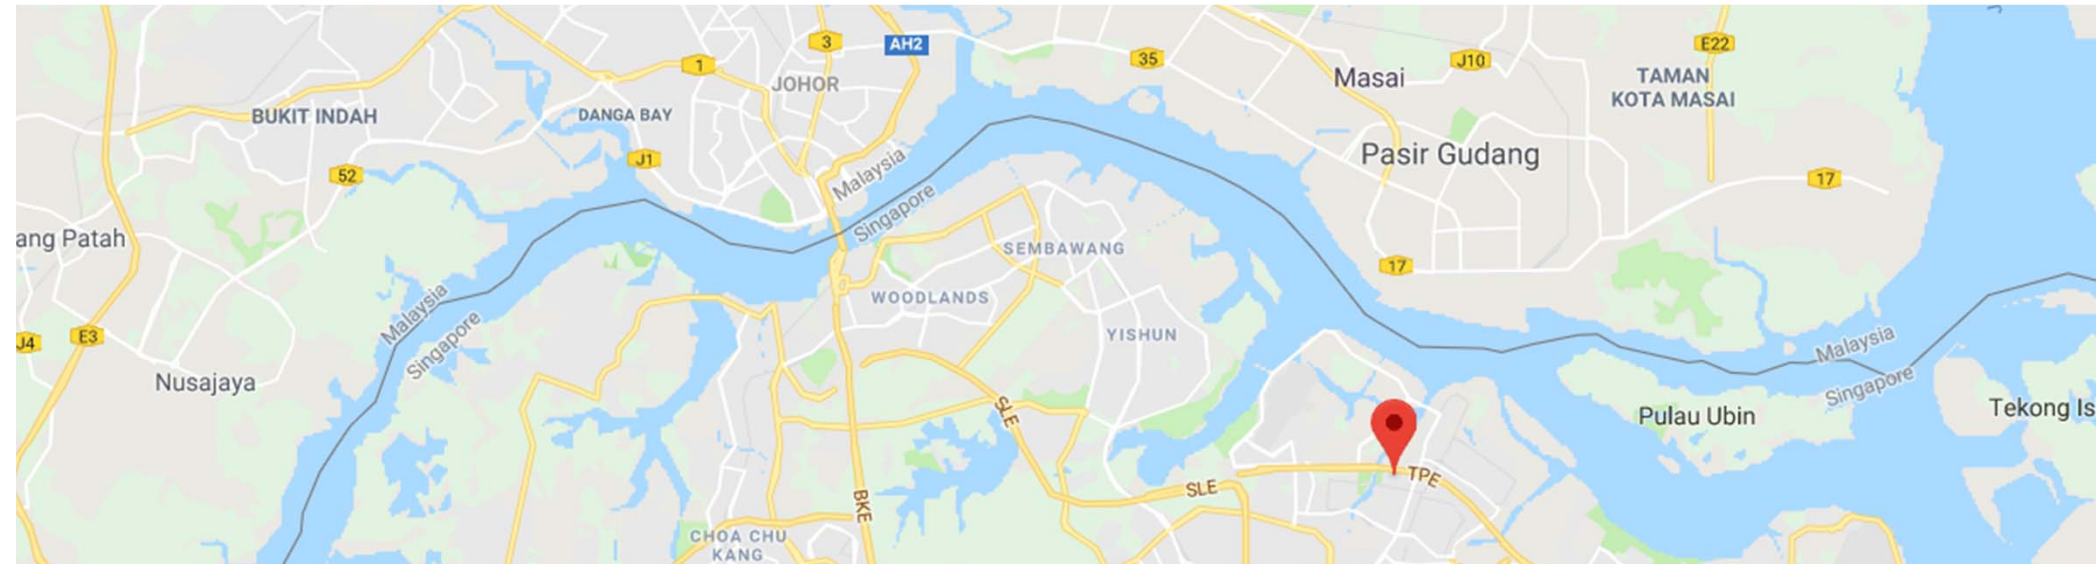 3
AH2
1
JOHOR
35
Masai
J10
E22
TAMAN
KOTA MASAI
BUKIT INDAH
DANGA BAY
J1
52
Malaysia
Singapore
Pasir Gudang
17
ang Patah
SEMBAWANG
17
WOODLANDS
Malaysia
Singapore
YISHUN
J4
E3
Nusajaya
Malaysia
Singapore
SLE
Pulau Ubin
Tekong Is
TPE
SLE
BKE
CHOA CHU
KANG